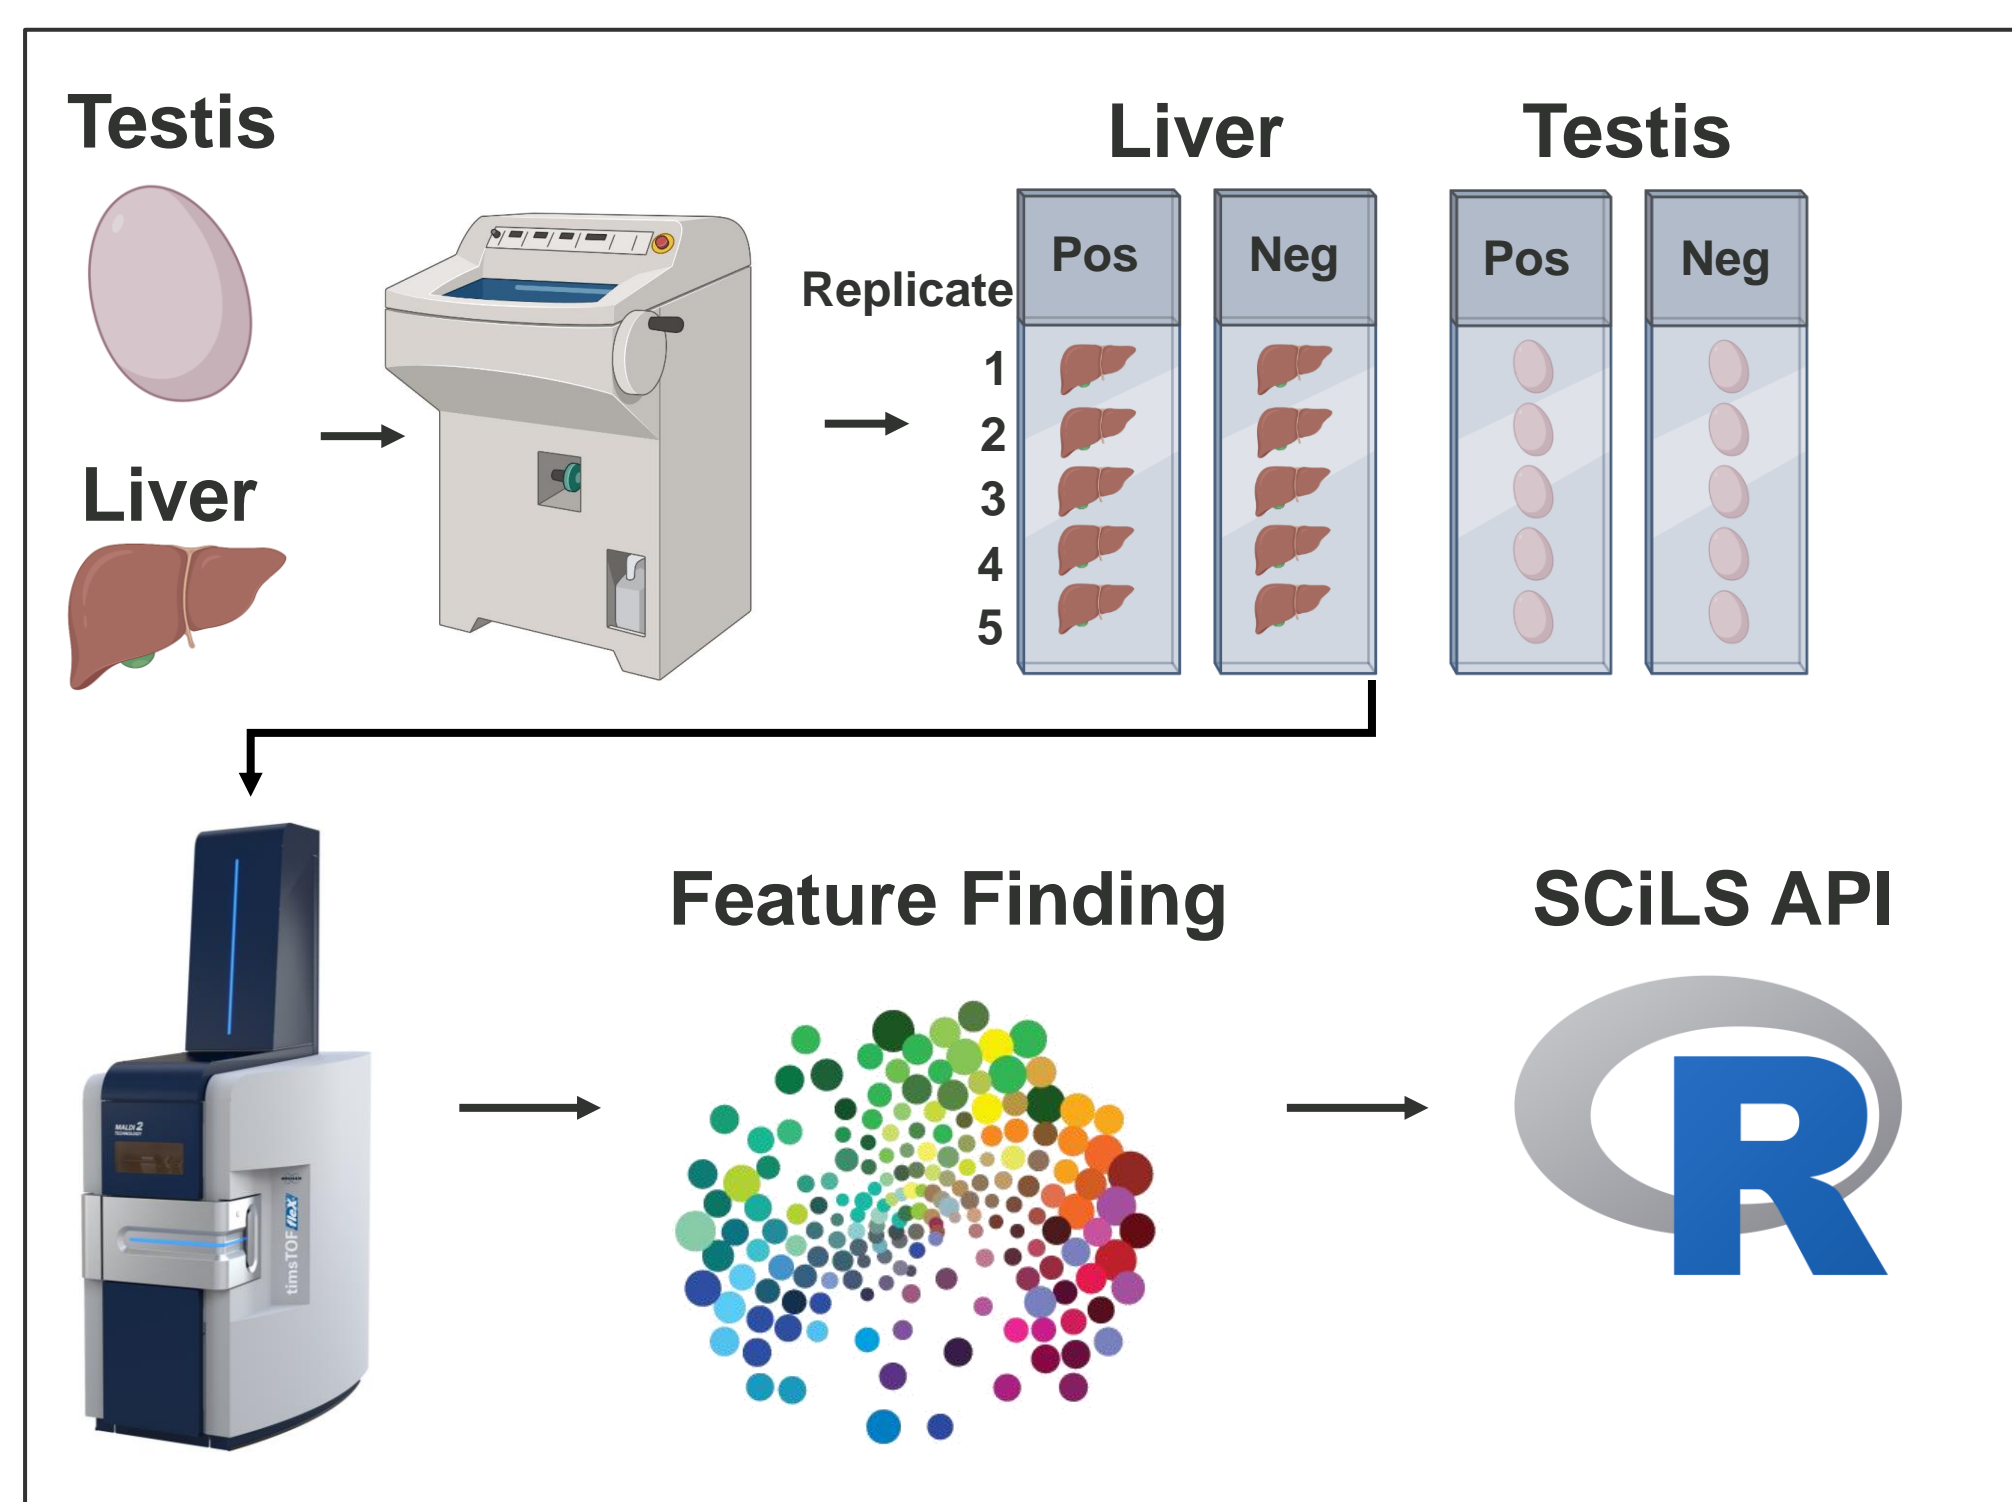 Testis
Liver
Replicate
1
2
3
4
5
Liver
Testis
Pos
Neg
Pos
Neg
MALDI 2
TECHNOLOGY
timsTOF fleX
Feature Finding
SCiLS API
R